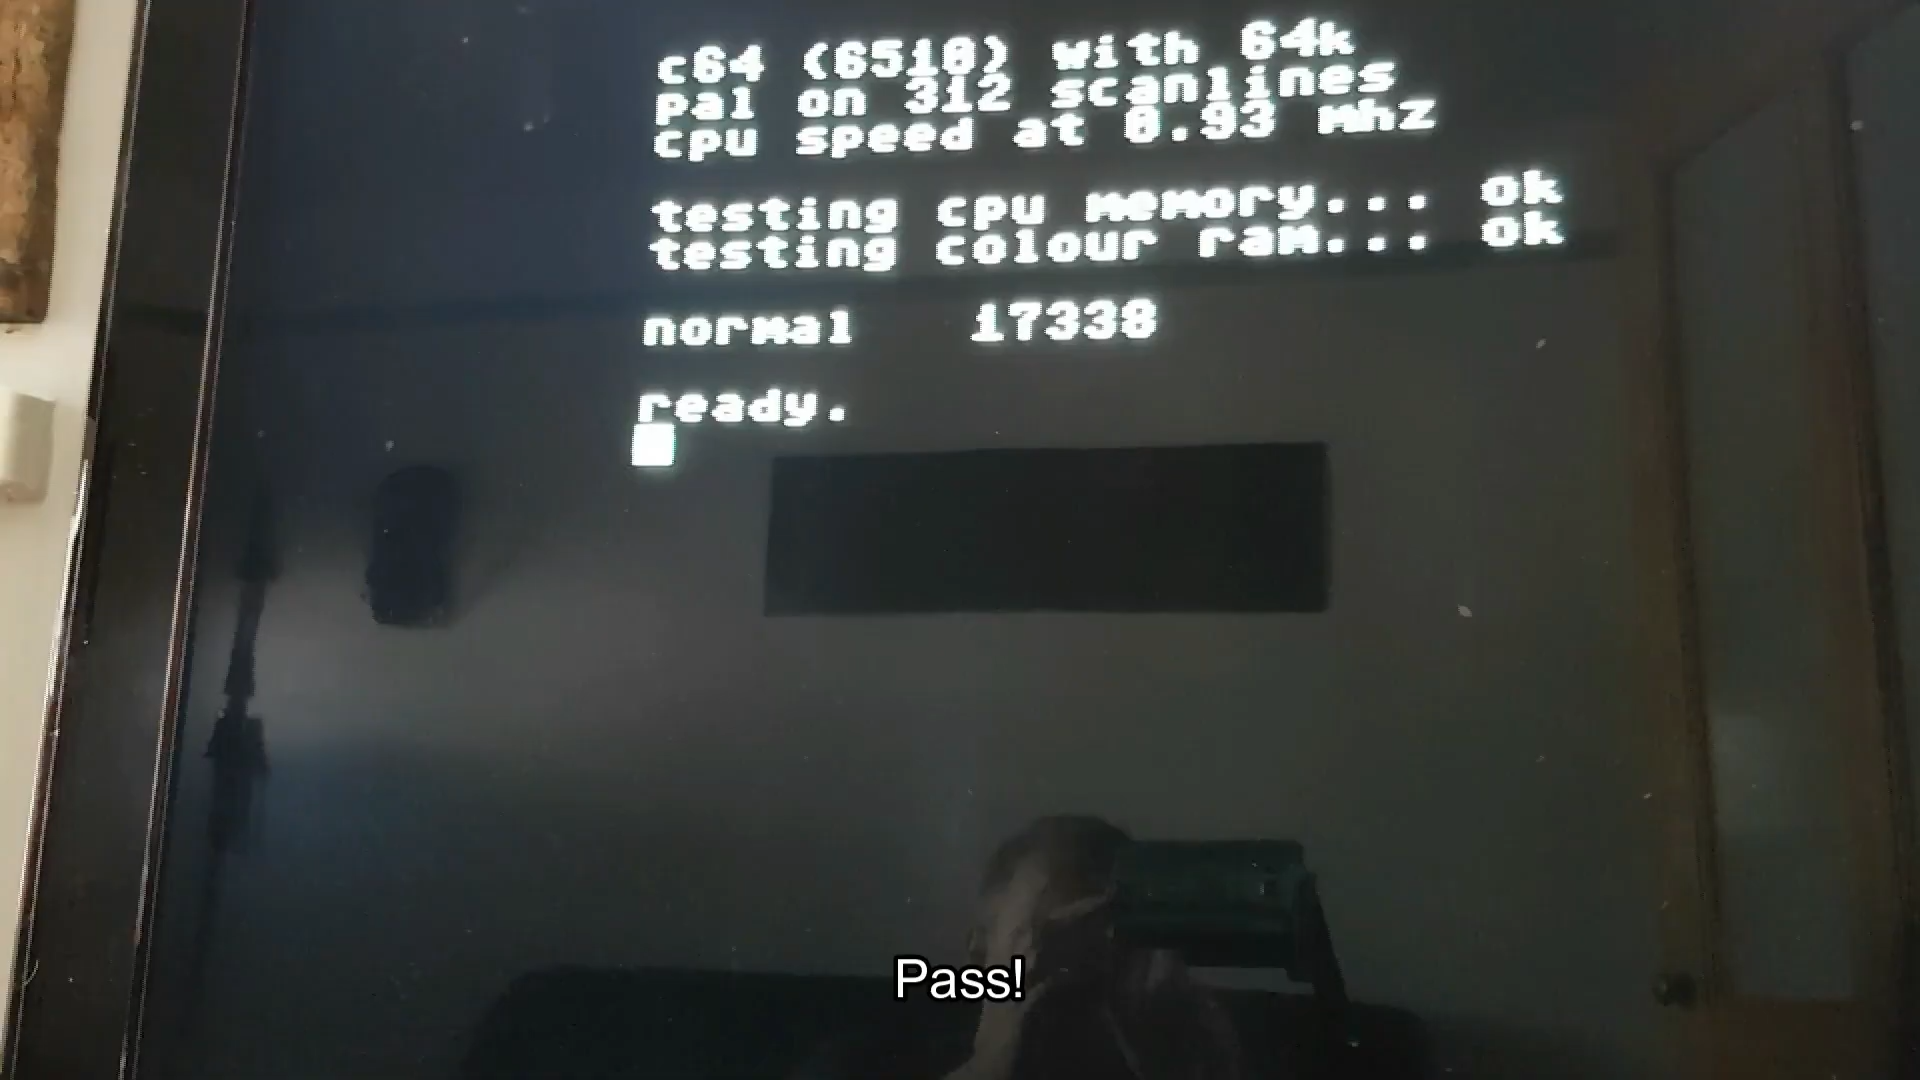 c64 (6510) with 64k
pal on 312 scanlines
cpu speed at 0.93 Mhz
testing cpu memory... ok
testing colour ram... ok
normal 17338
ready.
Pass!